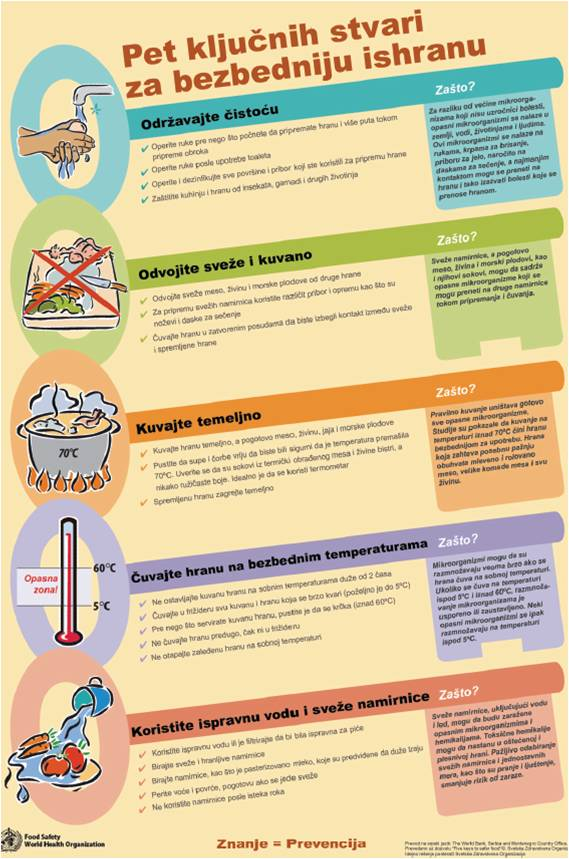 Pet ključnih stvari
za bezbedniju ishranu
Održavajte čistoću
✓ Operite ruke pre nego što počnete da pripremate hranu i više puta tokom
pripreme obroka
✓ Operite ruke posle upotrebe toaleta
✓ Operite i dezinfikujte sve površine i pribor koji ste koristili za pripremu hrane
✓ Zaštitite kuhinju i hranu od insekata, gamadi i drugih životinja
Zašto?
Za razliku od većine mikroorga-
nizama koji nisu uzročnici bolesti,
opasni mikroorganizmi se nalaze u
zemlji, vodi, životinjama i ljudima.
Ovi mikroorganizmi se nalaze na
rukama, krpama za brisanje,
priboru za jelo, naročito na
daskama za sečenje, a najmanjim
kontaktom mogu se preneti na
hranu i tako izazvati bolesti koje se
prenose hranom.
Odvojite sveže i kuvano
✓ Odvojite sveže meso, živinu i morske plodove od druge hrane
✓ Za pripremu svežih namirnica koristite različit pribor i opremu kao što su
noževi i daske za sečenje
✓ Čuvajte hranu u zatvorenim posudama da biste izbegli kontakt između sveže
i spremljene hrane
Zašto?
Sveže namirnice, a pogotovo
meso, živina i morski plodovi, kao
i njihovi sokovi, mogu da sadrže
opasne mikroorganizme koji se
mogu preneti na druge namirnice
tokom pripremanja i čuvanja.
70°C
Kuvajte temeljno
✓ Kuvajte hranu temeljno, a pogotovo meso, živinu, jaja i morske plodove
✓ Pustite da supe i čorbe vriju da biste bili sigurni da je temperatura premašila
70°C. Uverite se da su sokovi iz termički obrađenog mesa i živine bistri, a
nikako ružičaste boje. Idealno je da se koristi termometar
✓ Spremljenu hranu zagrejte temeljno
Zašto?
Pravilno kuvanje uništava gotovo
sve opasne mikroorganizme.
Studije su pokazale da kuvanje na
temperaturi iznad 70°C čini hranu
bezbednijom za upotrebu. Hrana
koja zahteva posebnu pažnju
obuhvata mleveno i rolovano
meso, velike komade mesa i svu
živinu.
Opasna
zona!
60°C
5°C
Čuvajte hranu na bezbednim temperaturama
✓ Ne ostavljajte kuvanu hranu na sobnim temperaturama duže od 2 časa
✓ Čuvajte u frižideru svu kuvanu i hranu koja se brzo kvari (poželjno je do 5°C)
✓ Pre nego što servirate kuvanu hranu, pustite je da se krčka (iznad 60°C)
✓ Ne čuvajte hranu predugo, čak ni u frižideru
✓ Ne otapajte zaleđenu hranu na sobnoj temperaturi
Zašto?
Mikroorganizmi mogu da su
razmnožavaju veoma brzo ako se
hrana čuva na sobnoj temperaturi.
Ukoliko se čuva na temperaturi
ispod 5°C i iznad 60°C, razmnoža-
vanje mikroorganizama je
usporeno ili zaustavljeno. Neki
opasni mikroorganizmi se ipak
razmnožavaju na temperaturi
ispod 5°C.
Koristite ispravnu vodu i sveže namirnice
✓ Koristite ispravnu vodu ili je filtrirajte da bi bila ispravna za piće
✓ Birajte sveže i hranljive namirnice
✓ Birajte namirnice, kao što je pasterizovano mleko, koje su predviđene da duže traju
✓ Perite voće i povrće, pogotovu ako se jede sveže
✓ Ne koristite namirnice posle isteka roka
Zašto?
Sveže namirnice, uključujući vodu
i led, mogu da budu zaražene
opasnim mikroorganizmima i
hemikalijama. Toksične hemikalije
mogu da nastanu u oštećenoj i
plesnivoj hrani. Pažljivo odabiranje
svežih namirnica i jednostavnih
mera, kao što su pranje i ljuštenje,
smanjuje rizik od zaraze.
Food Safety
World Health Organization
Znanje = Prevencija
Prevod na srpski jezik: The World Bank, Serbia and Montenegro Country Office.